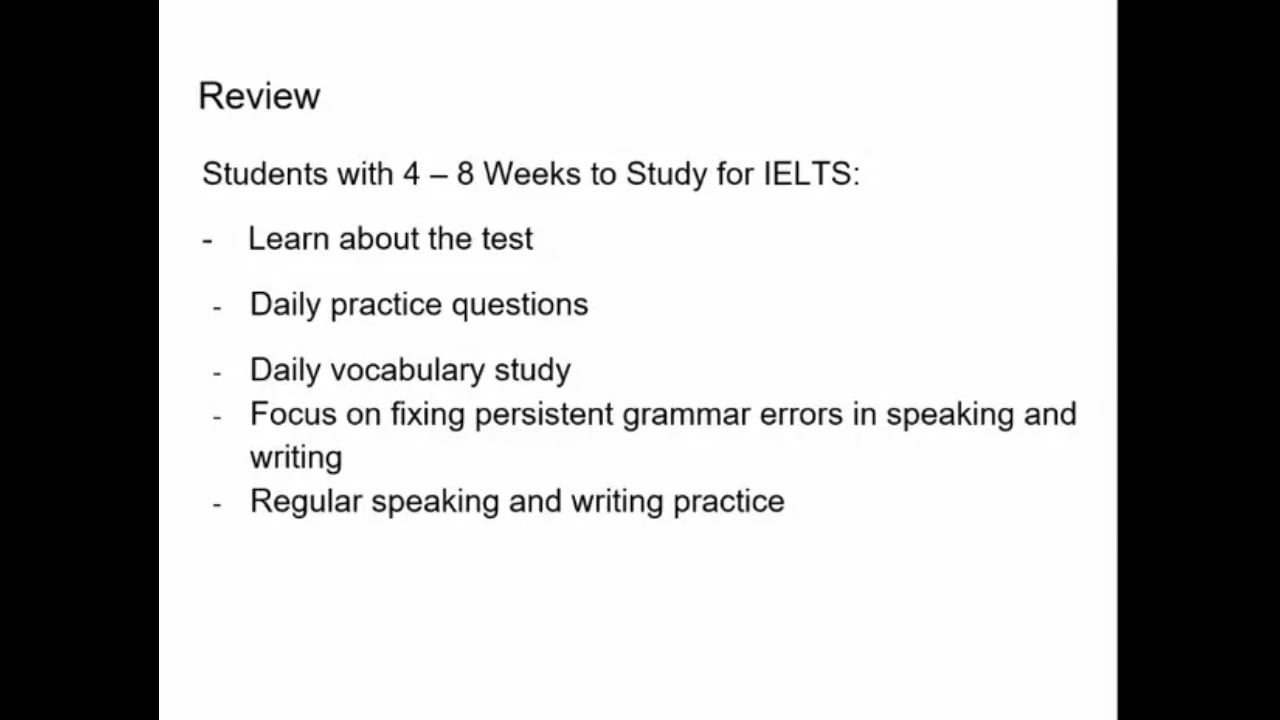 Review
Students with 4 – 8 Weeks to Study for IELTS:
- Learn about the test
- Daily practice questions
- Daily vocabulary study
- Focus on fixing persistent grammar errors in speaking and
writing
- Regular speaking and writing practice